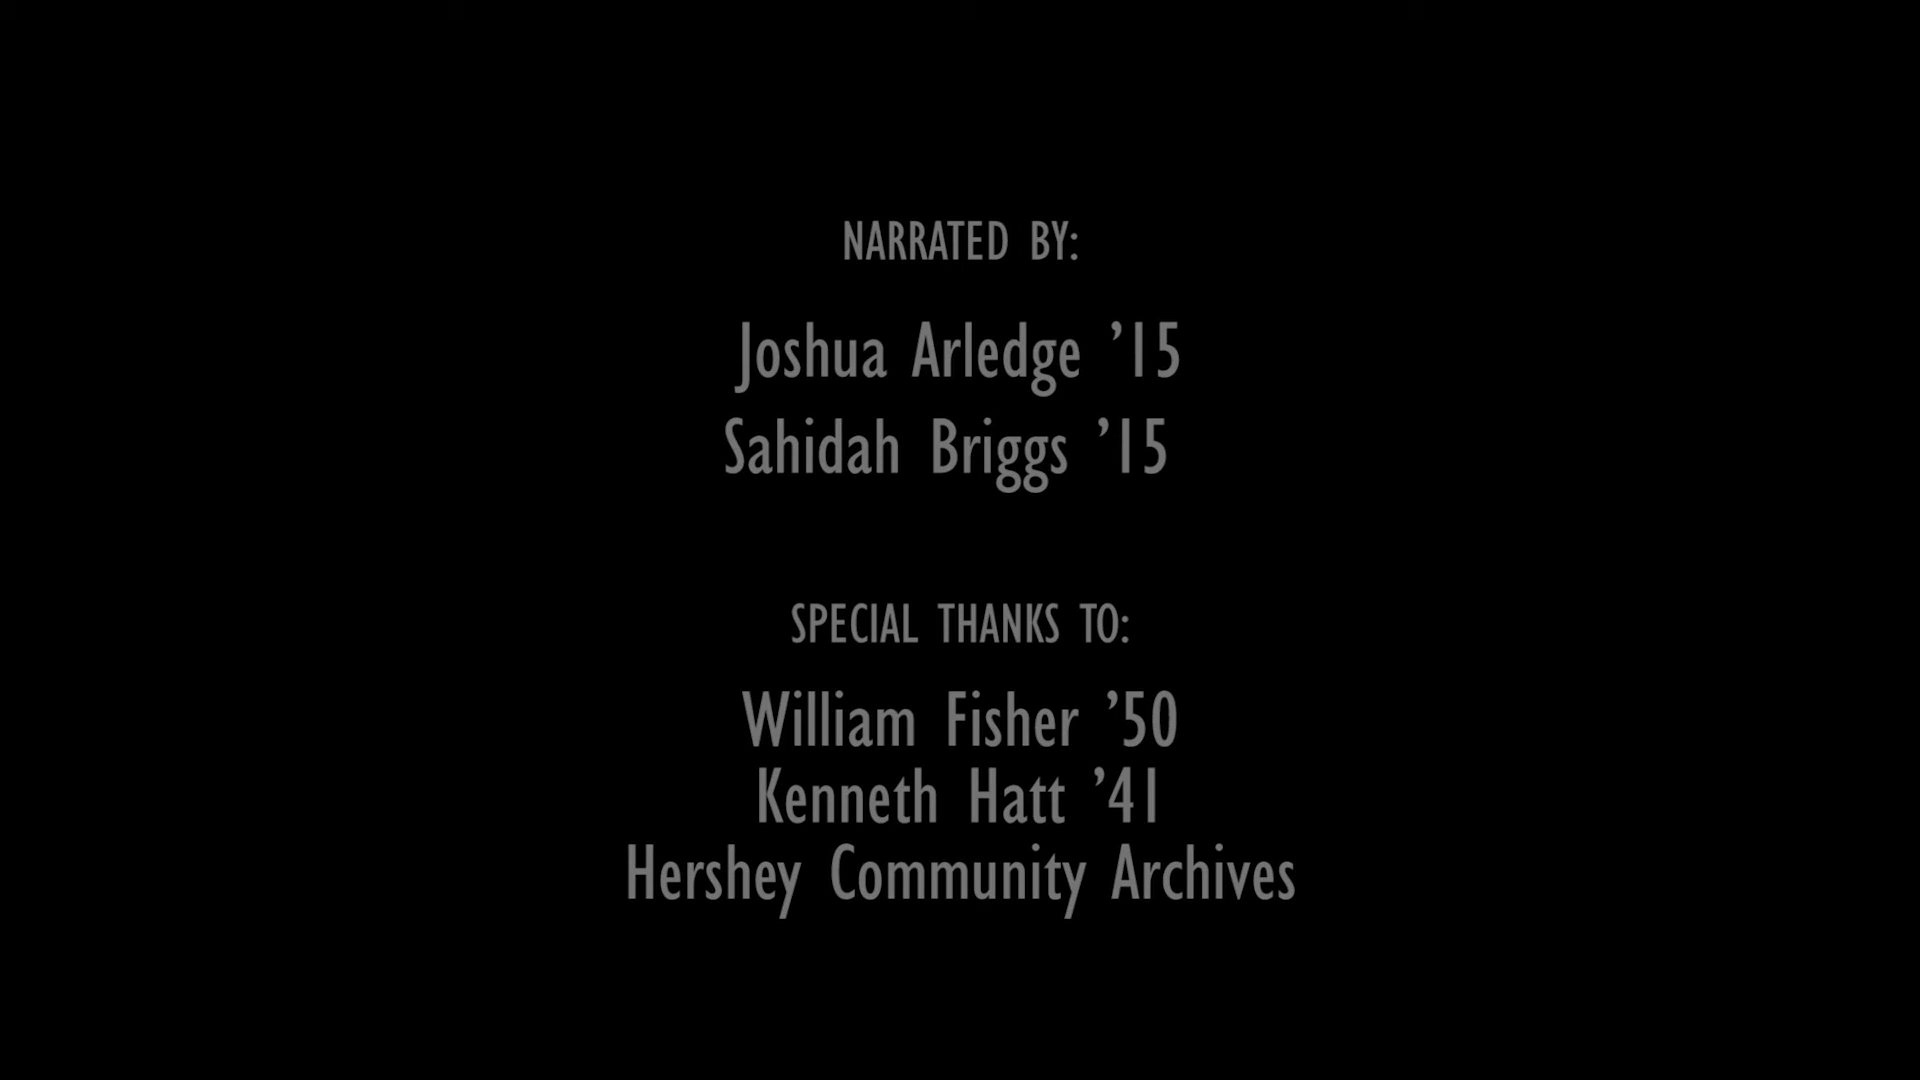 NARRATED BY:
Joshua Arledge ’15
Sahidah Briggs ’15
SPECIAL THANKS TO:
William Fisher ’50
Kenneth Hatt ’41
Hershey Community Archives